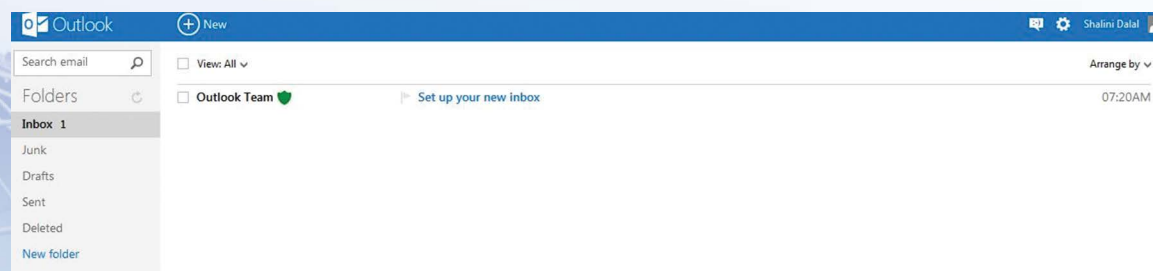 Outlook New Shalini Dalal
Search email View: All Arrange by
Folders Outlook Team Set up your new inbox 07:20AM
Inbox 1
Junk
Drafts
Sent
Deleted
New folder